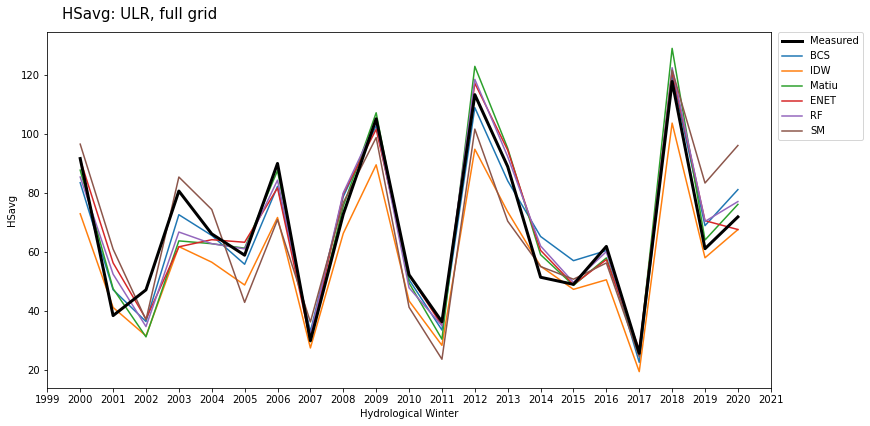 HSavg: ULR, full grid
Measured
BCS
IDW
Matiu
ENET
RF
SM
HSavg
120
100
80
60
40
20
1999 2000 2001 2002 2003 2004 2005 2006 2007 2008 2009 2010 2011 2012 2013 2014 2015 2016 2017 2018 2019 2020 2021
Hydrological Winter